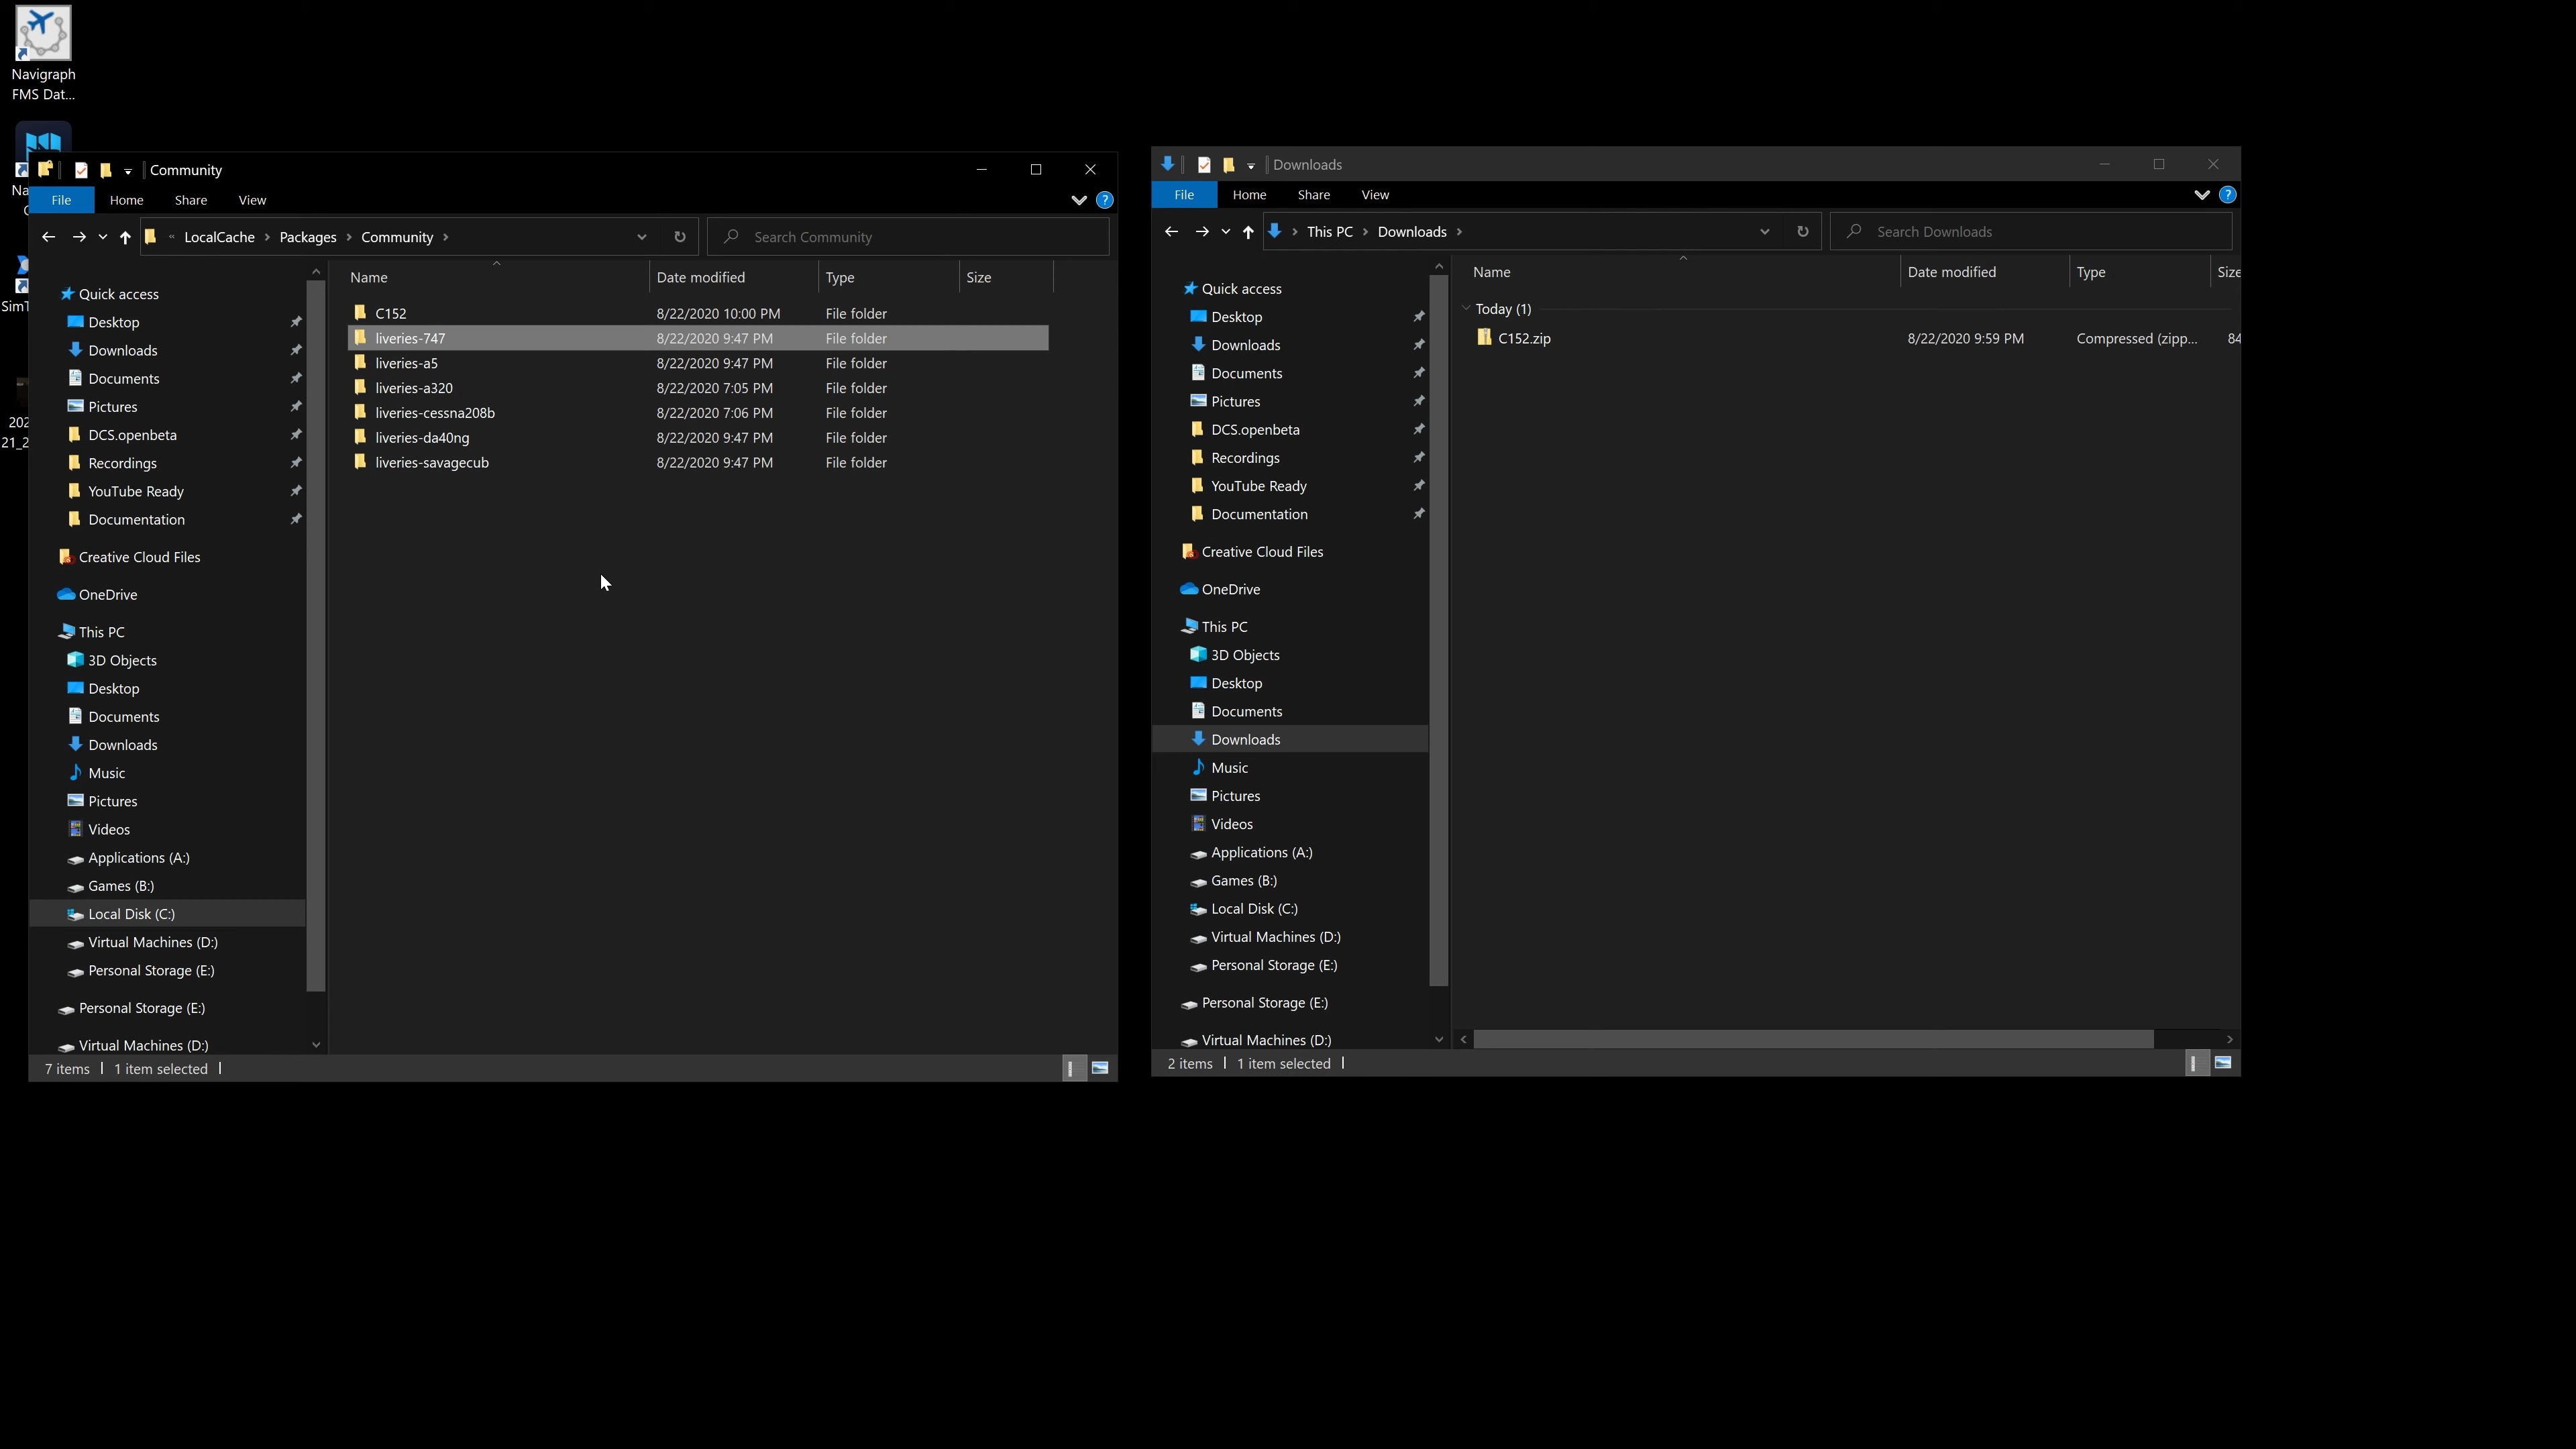 Navigraph
FMS Dat...
Na
SimT
202
21_2
Community
File Home Share View
« LocalCache > Packages > Community >
Search Community
Quick access
Desktop
Downloads
Documents
Pictures
DCS.openbeta
Recordings
YouTube Ready
Documentation
Creative Cloud Files
OneDrive
This PC
3D Objects
Desktop
Documents
Downloads
Music
Pictures
Videos
Applications (A:)
Games (B:)
Local Disk (C:)
Virtual Machines (D:)
Personal Storage (E:)
Personal Storage (E:)
Virtual Machines (D:)
Name Date modified Type Size
C152 8/22/2020 10:00 PM File folder
liveries-747 8/22/2020 9:47 PM File folder
liveries-a5 8/22/2020 9:47 PM File folder
liveries-a320 8/22/2020 7:05 PM File folder
liveries-cessna208b 8/22/2020 7:06 PM File folder
liveries-da40ng 8/22/2020 9:47 PM File folder
liveries-savagecub 8/22/2020 9:47 PM File folder
7 items 1 item selected
Downloads
File Home Share View
> This PC > Downloads >
Search Downloads
Quick access
Desktop
Downloads
Documents
Pictures
DCS.openbeta
Recordings
YouTube Ready
Documentation
Creative Cloud Files
OneDrive
This PC
3D Objects
Desktop
Documents
Downloads
Music
Pictures
Videos
Applications (A:)
Games (B:)
Local Disk (C:)
Virtual Machines (D:)
Personal Storage (E:)
Personal Storage (E:)
Virtual Machines (D:)
Name Date modified Type Size
Today (1)
C152.zip 8/22/2020 9:59 PM Compressed (zipp... 84
2 items 1 item selected